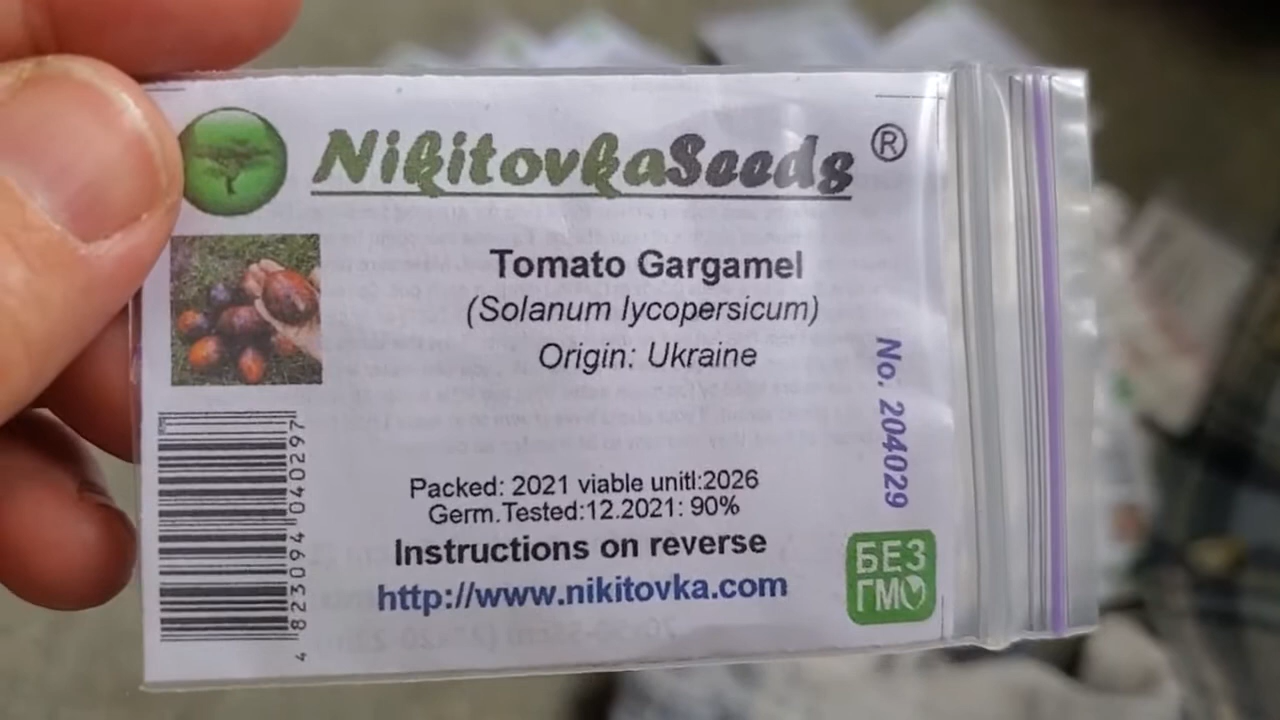 NikitovkaSeeds ®
Tomato Gargamel
(Solanum lycopersicum)
Origin: Ukraine
No. 204029
Packed: 2021 viable unitl:2026
Germ.Tested:12.2021: 90%
Instructions on reverse
http://www.nikitovka.com
4 823094 040297
БЕЗ
ГМО